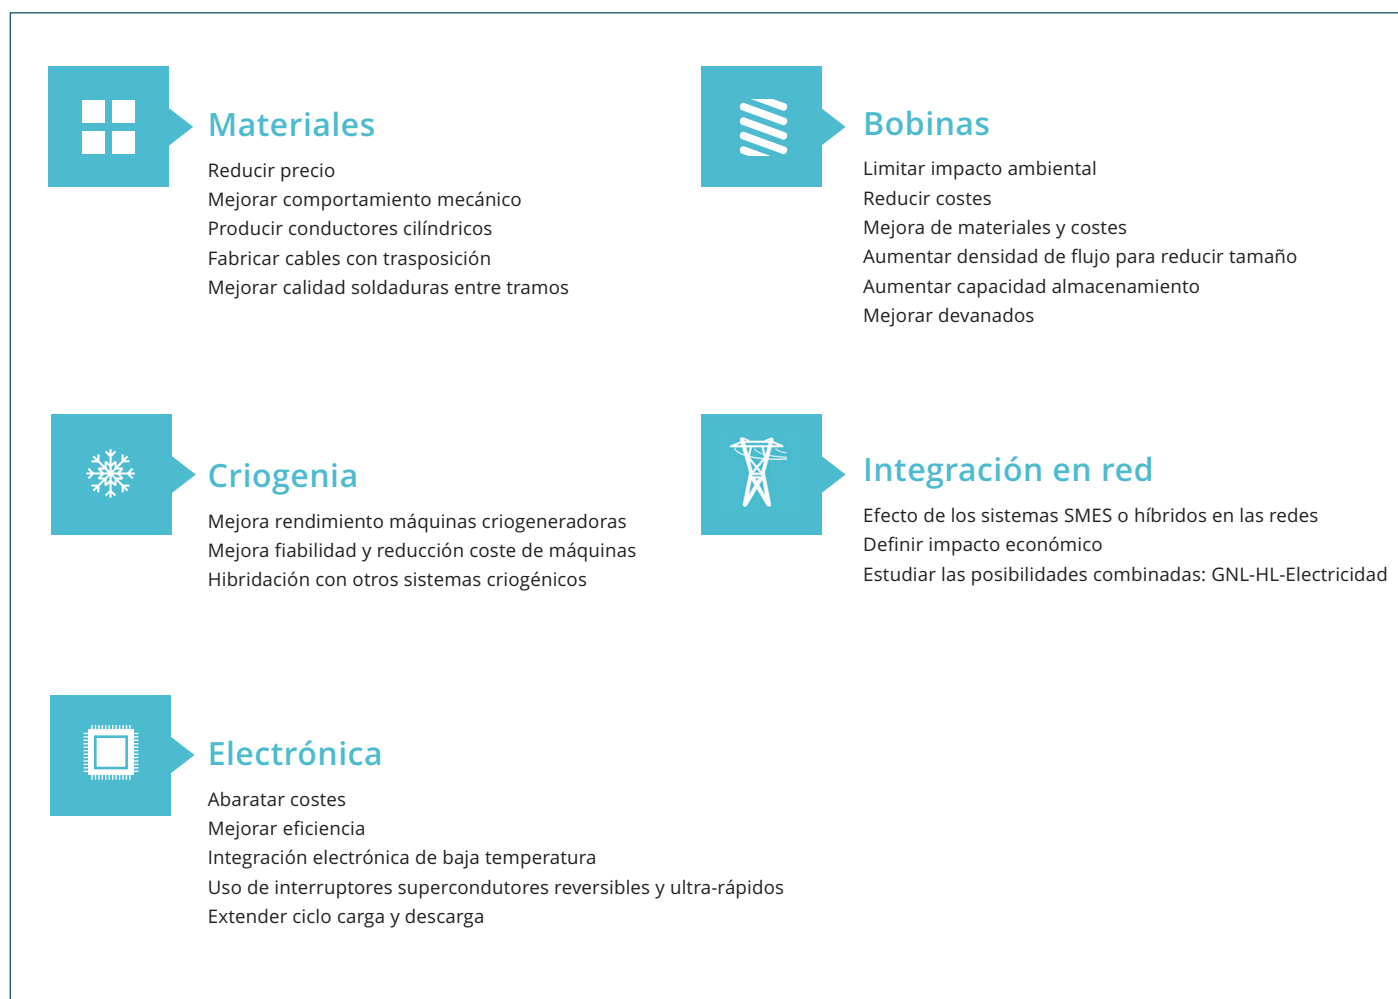 Materiales
Reducir precio
Mejorar comportamiento mecánico
Producir conductores cilíndricos
Fabricar cables con trasposición
Mejorar calidad soldaduras entre tramos
Bobinas
Limitar impacto ambiental
Reducir costes
Mejora de materiales y costes
Aumentar densidad de flujo para reducir tamaño
Aumentar capacidad almacenamiento
Mejorar devanados
Criogenia
Mejora rendimiento máquinas criogeneradoras
Mejora fiabilidad y reducción coste de máquinas
Hibridación con otros sistemas criogénicos
Integración en red
Efecto de los sistemas SMES o híbridos en las redes
Definir impacto económico
Estudiar las posibilidades combinadas: GNL-HL-Electricidad
Electrónica
Abaratar costes
Mejorar eficiencia
Integración electrónica de baja temperatura
Uso de interruptores supercondutores reversibles y ultra-rápidos
Extender ciclo carga y descarga